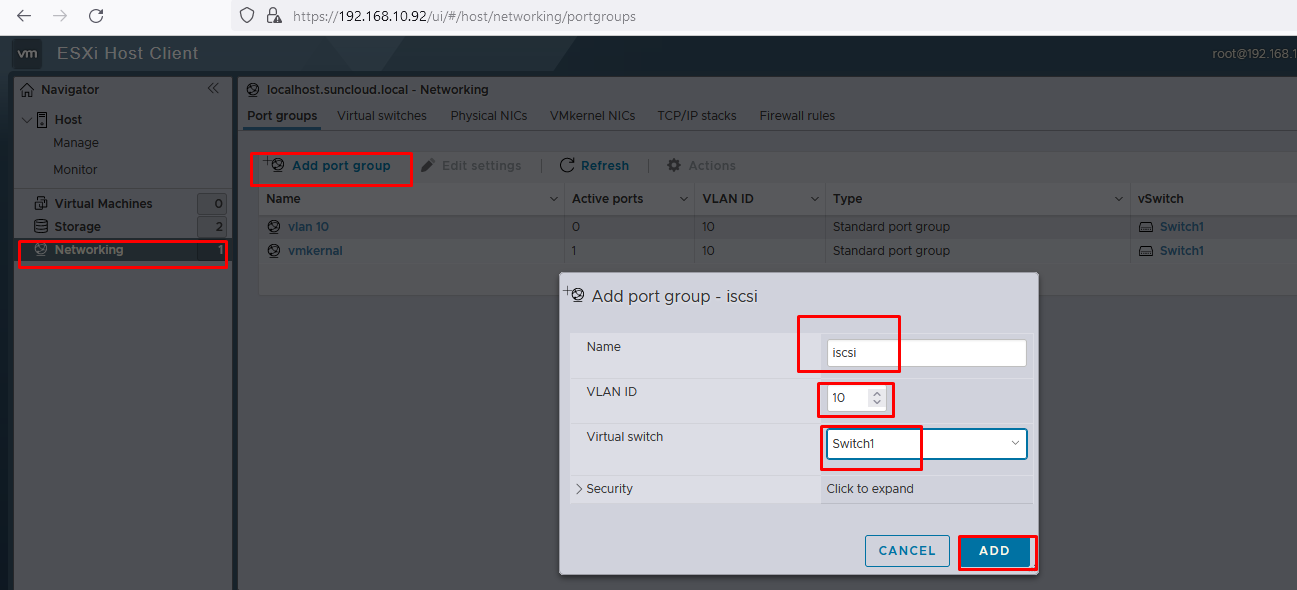 https://192.168.10.92/ui/#/host/networking/portgroups
vm ESXi Host Client root@192.168.1
Navigator
Host
Manage
Monitor
Virtual Machines 0
Storage 2
Networking 1
localhost.suncloud.local - Networking
Port groups Virtual switches Physical NICs VMkernel NICs TCP/IP stacks Firewall rules
Add port group Edit settings Refresh Actions
Name Active ports VLAN ID Type vSwitch
vlan 10 0 10 Standard port group Switch1
vmkernal 1 10 Standard port group Switch1
Add port group - iscsi
Name iscsi
VLAN ID 10
Virtual switch Switch1
Security Click to expand
CANCEL ADD